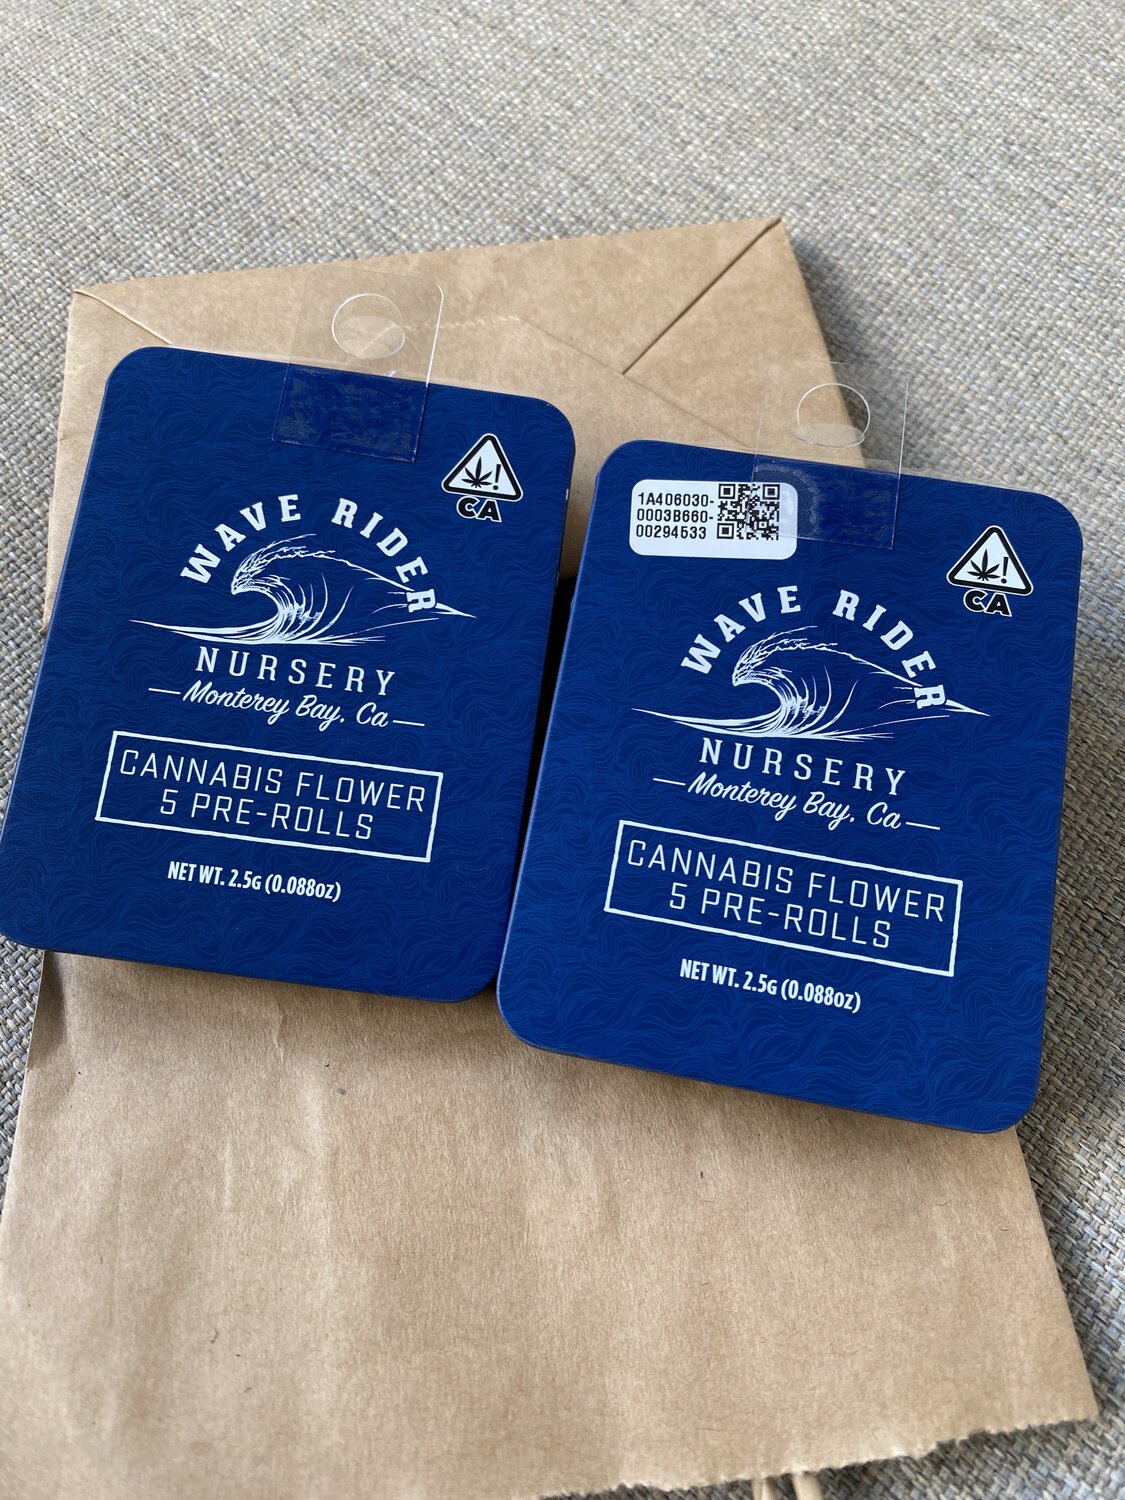 WAVE RIDER
NURSERY
Monterey Bay, Ca
CANNABIS FLOWER
5 PRE-ROLLS
NET WT. 2.5G (0.088OZ)
!
CA
1A406030-
0003B660-
00294533
WAVE RIDER
NURSERY
Monterey Bay, Ca
CANNABIS FLOWER
5 PRE-ROLLS
NET WT. 2.5G (0.088OZ)
!
CA